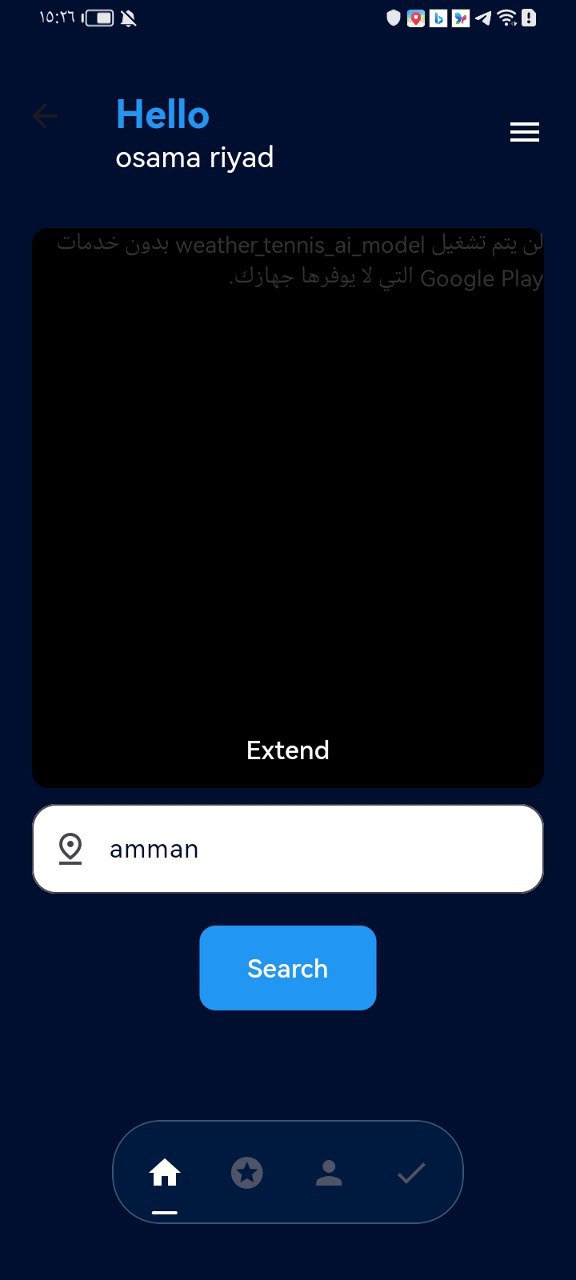 ١٥:٢٦
Hello
osama riyad
لن يتم تشغيل weather_tennis_ai_model بدون خدمات
Google Play التي لا يوفرها جهازك.
Extend
amman
Search